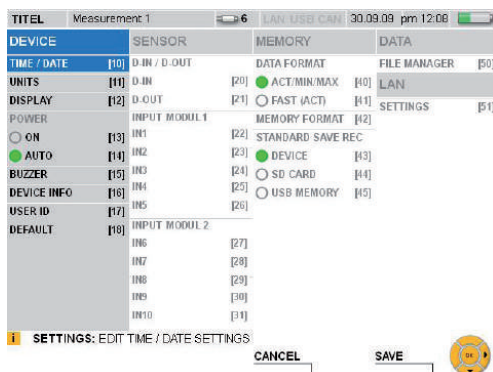 TITEL Measurement 1 6 LAN USB CAN 30.09.09 pm 12:08
DEVICE SENSOR MEMORY DATA
TIME / DATE [10] D-IN / D-OUT DATA FORMAT FILE MANAGER [50]
UNITS [11] D-IN [20] ACT/MIN/MAX [40] LAN
DISPLAY [12] D-OUT [21] FAST (ACT) [41] SETTINGS [51]
POWER INPUT MODUL 1 MEMORY FORMAT [42]
ON [13] IN1 [22] STANDARD SAVE REC
AUTO [14] IN2 [23] DEVICE [43]
BUZZER [15] IN3 [24] SD CARD [44]
DEVICE INFO [16] IN4 [25] USB MEMORY [45]
USER ID [17] IN5 [26]
DEFAULT [18] INPUT MODUL 2
IN6 [27]
IN7 [28]
IN8 [29]
IN9 [30]
IN10 [31]
i SETTINGS: EDIT TIME / DATE SETTINGS
CANCEL SAVE OK